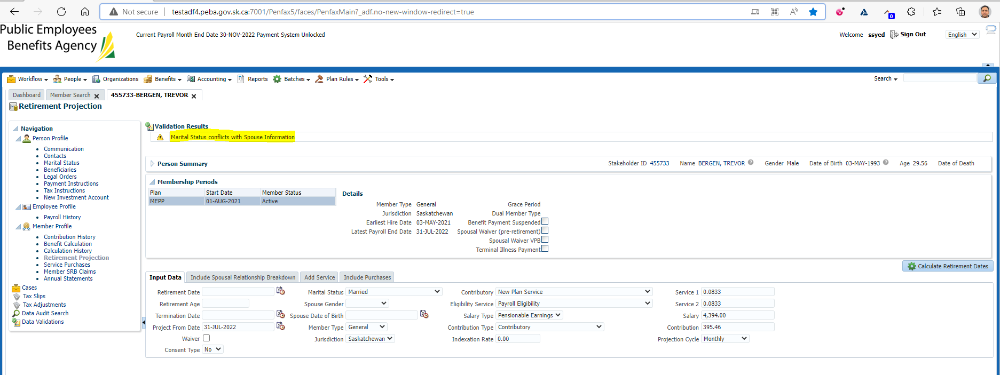 Not secure testadf4.peba.gov.sk.ca:7001/Penfax5/faces/PenfaxMain?_adf.no-new-window-redirect=true
0
Public Employees
Benefits Agency
Current Payroll Month End Date 30-NOV-2022 Payment System Unlocked
Welcome ssyed Sign Out English
Workflow People Organizations Benefits Accounting Reports Batches Plan Rules Tools Search
Dashboard Member Search 455733-BERGEN, TREVOR
Retirement Projection
Navigation
Person Profile
Communication
Contacts
Marital Status
Beneficiaries
Legal Orders
Payment Instructions
Tax Instructions
New Investment Account
Employee Profile
Payroll History
Member Profile
Contribution History
Benefit Calculation
Calculation History
Retirement Projection
Service Purchases
Member SRB Claims
Annual Statements
Cases
Tax Slips
Tax Adjustments
Data Audit Search
Data Validations
Validation Results
Marital Status conflicts with Spouse Information
Person Summary Stakeholder ID 455733 Name BERGEN, TREVOR Gender Male Date of Birth 03-MAY-1993 Age 29.56 Date of Death
Membership Periods
Plan Start Date Member Status
MEPP 01-AUG-2021 Active
Details
Member Type General Grace Period
Jurisdiction Saskatchewan Dual Member Type
Earliest Hire Date 03-MAY-2021 Benefit Payment Suspended
Latest Payroll End Date 31-JUL-2022 Spousal Waiver (pre-retirement)
Spousal Waiver VPB
Terminal Illness Payment
Calculate Retirement Dates
Input Data Include Spousal Relationship Breakdown Add Service Include Purchases
Retirement Date Marital Status Married Contributory New Plan Service Service 1 0.0833
Retirement Age Spouse Gender Eligibility Service Payroll Eligibility Service 2 0.0833
Termination Date Spouse Date of Birth Salary Type Pensionable Earnings Salary 4,394.00
Project From Date 31-JUL-2022 Member Type General Contribution Type Contributory Contribution 395.46
Waiver Jurisdiction Saskatchewan Indexation Rate 0.00 Projection Cycle Monthly
Consent Type No